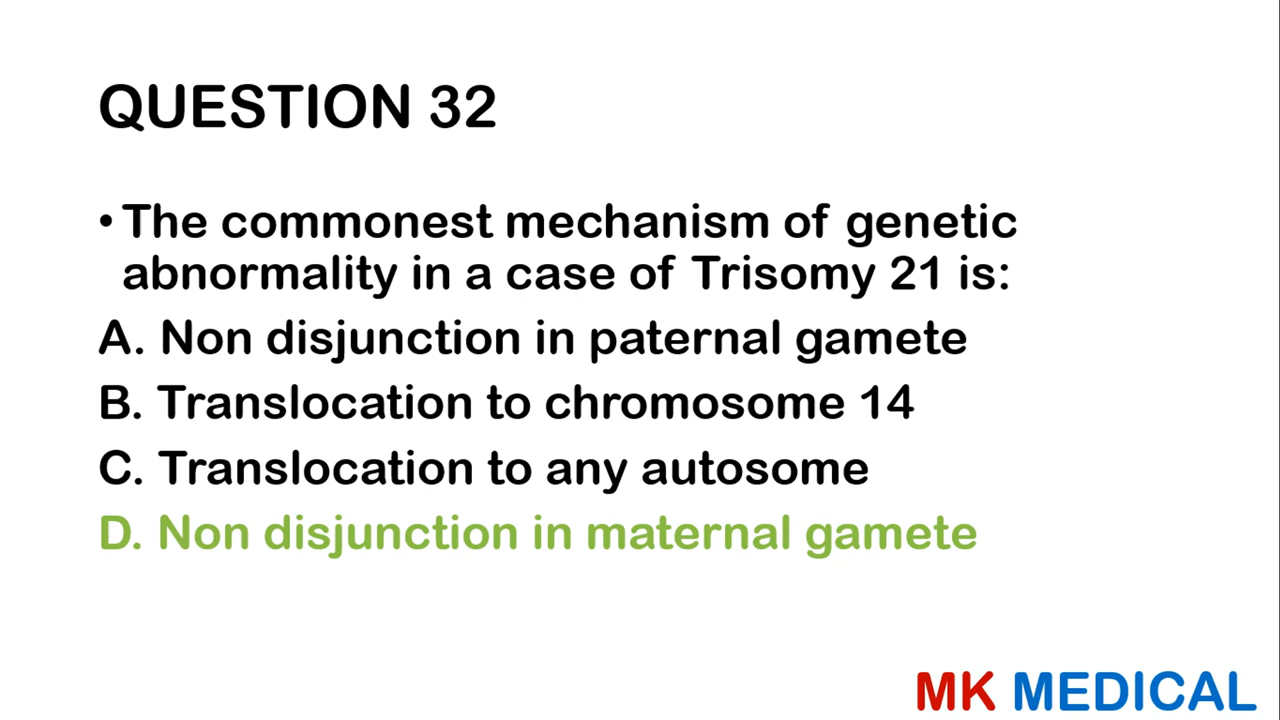 QUESTION 32
• The commonest mechanism of genetic
abnormality in a case of Trisomy 21 is:
A. Non disjunction in paternal gamete
B. Translocation to chromosome 14
C. Translocation to any autosome
D. Non disjunction in maternal gamete
MK MEDICAL